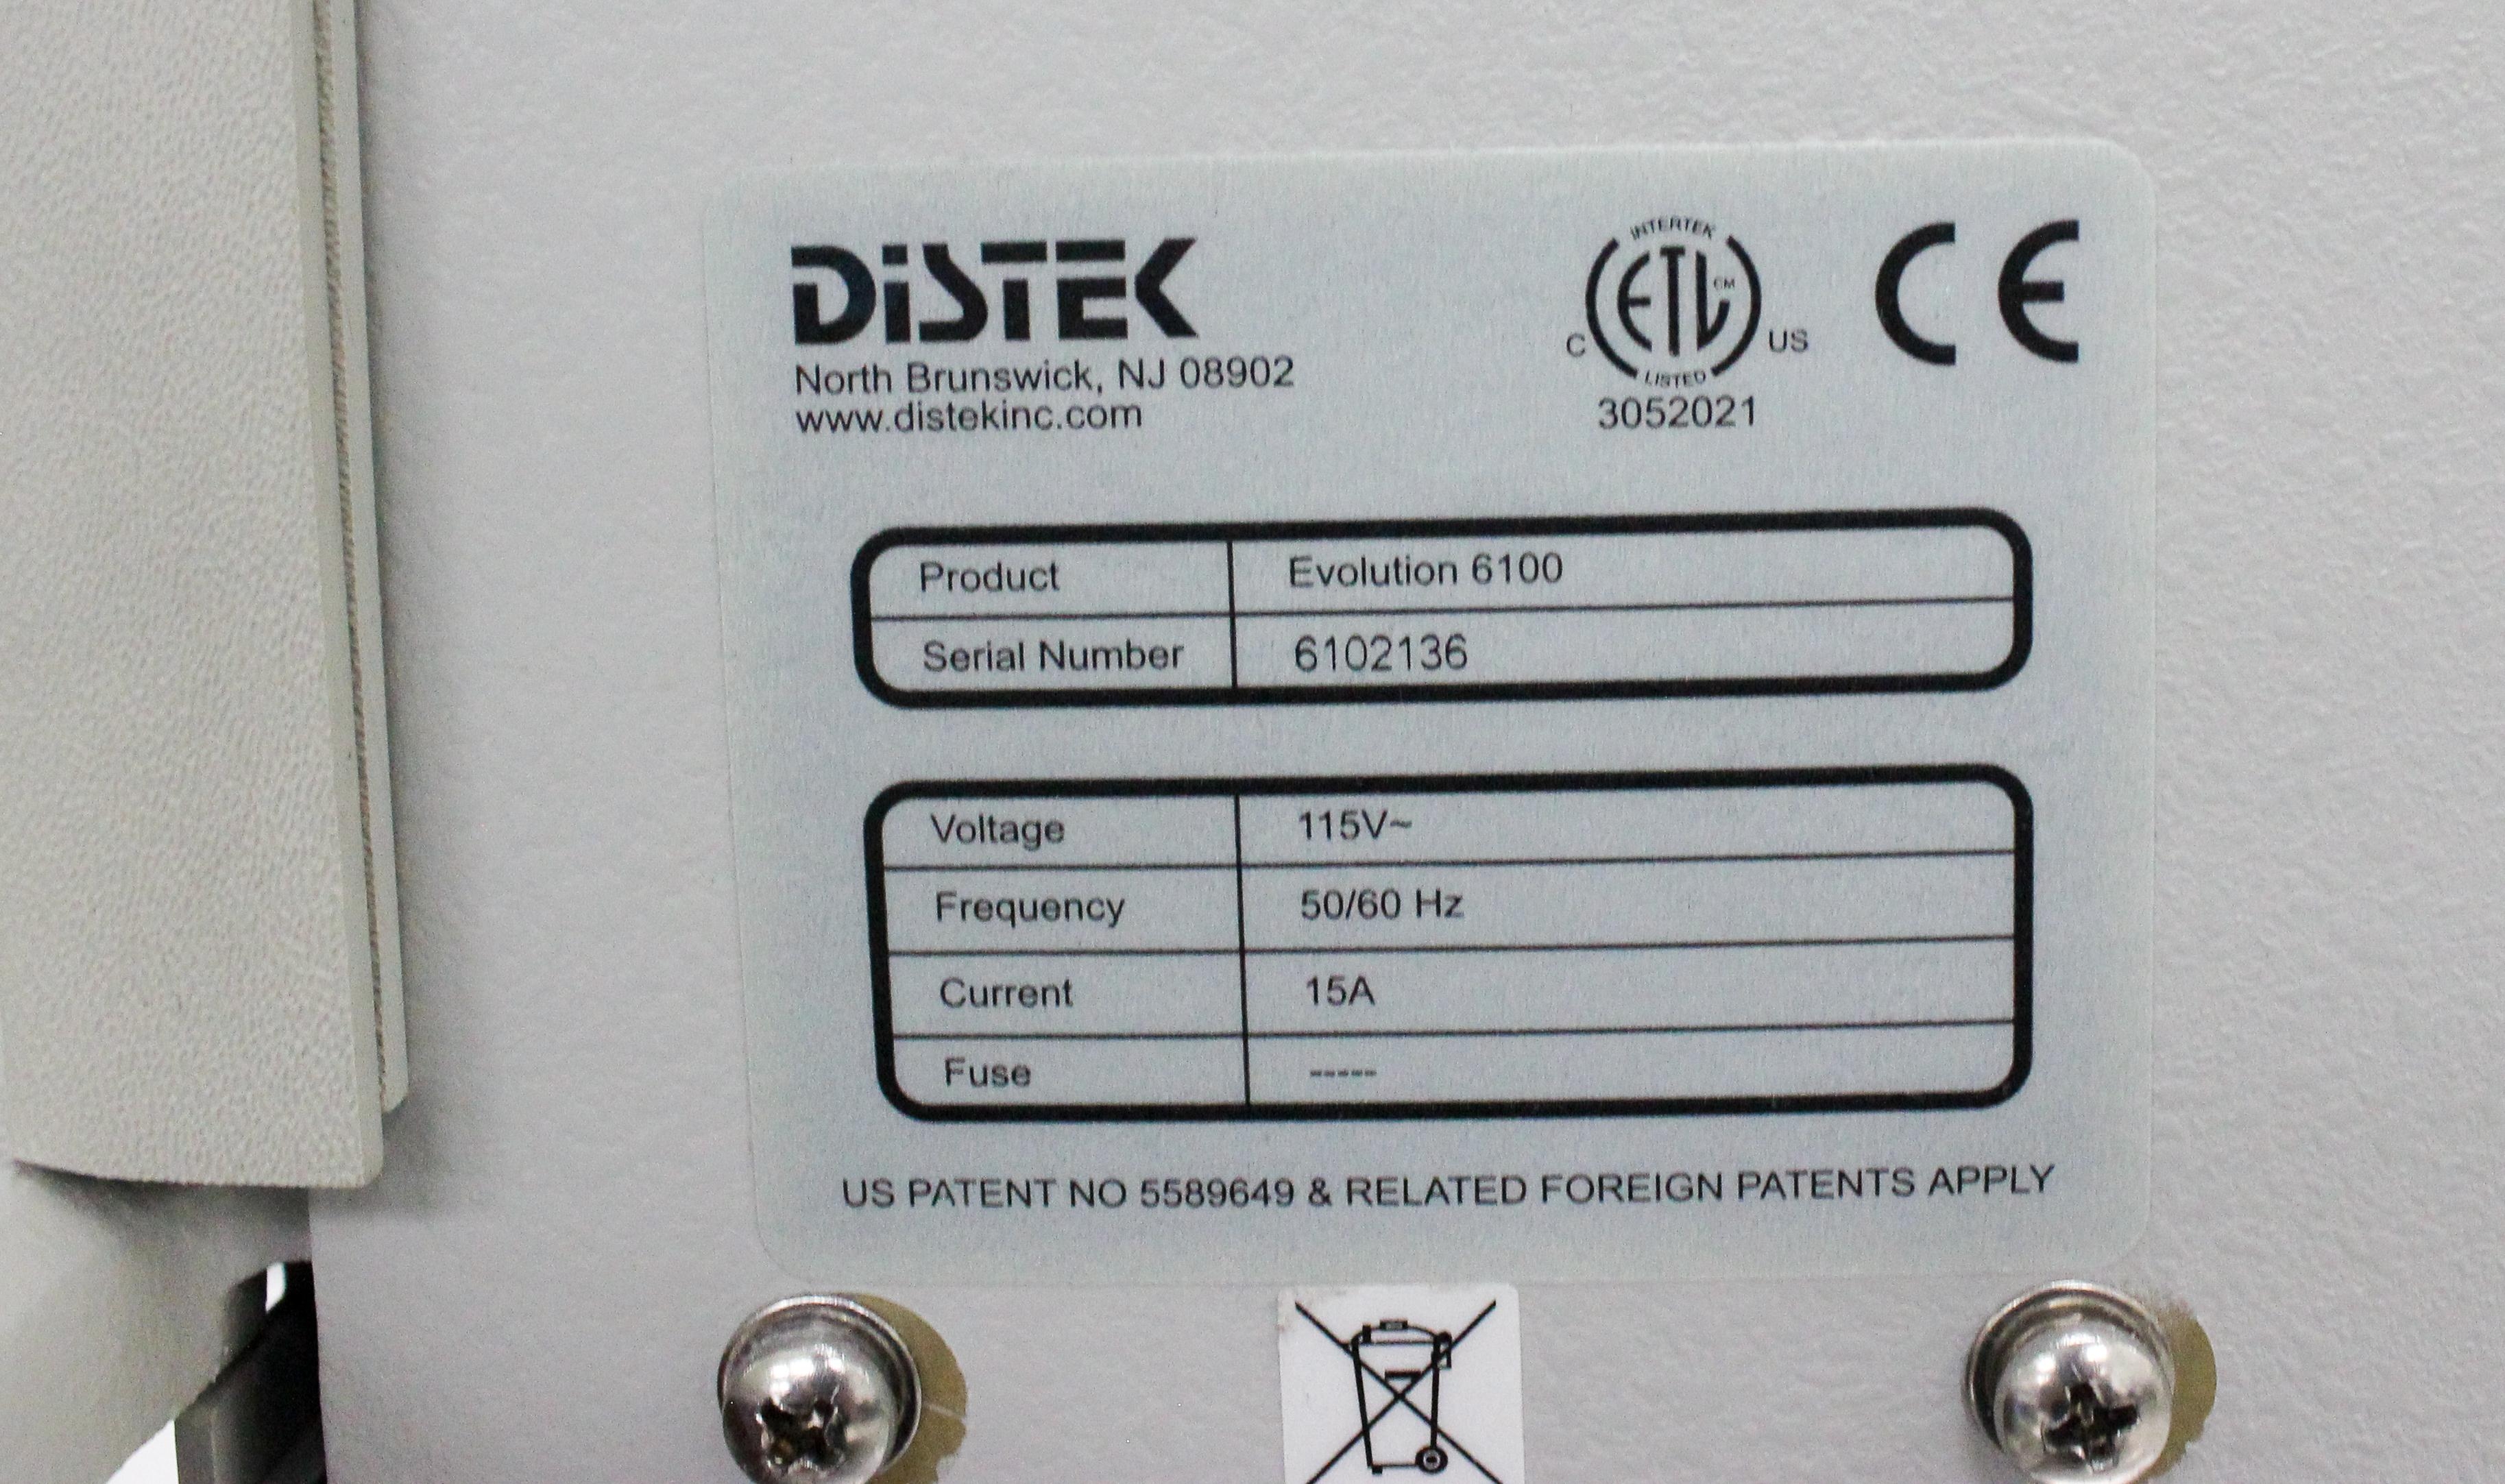 DiSTEK
North Brunswick, NJ 08902
www.distekinc.com
INTERTEK
ETL CM
C US
LISTED
3052021
CE
Product Evolution 6100
Serial Number 6102136
Voltage 115V~
Frequency 50/60 Hz
Current 15A
Fuse -----
US PATENT NO 5589649 & RELATED FOREIGN PATENTS APPLY